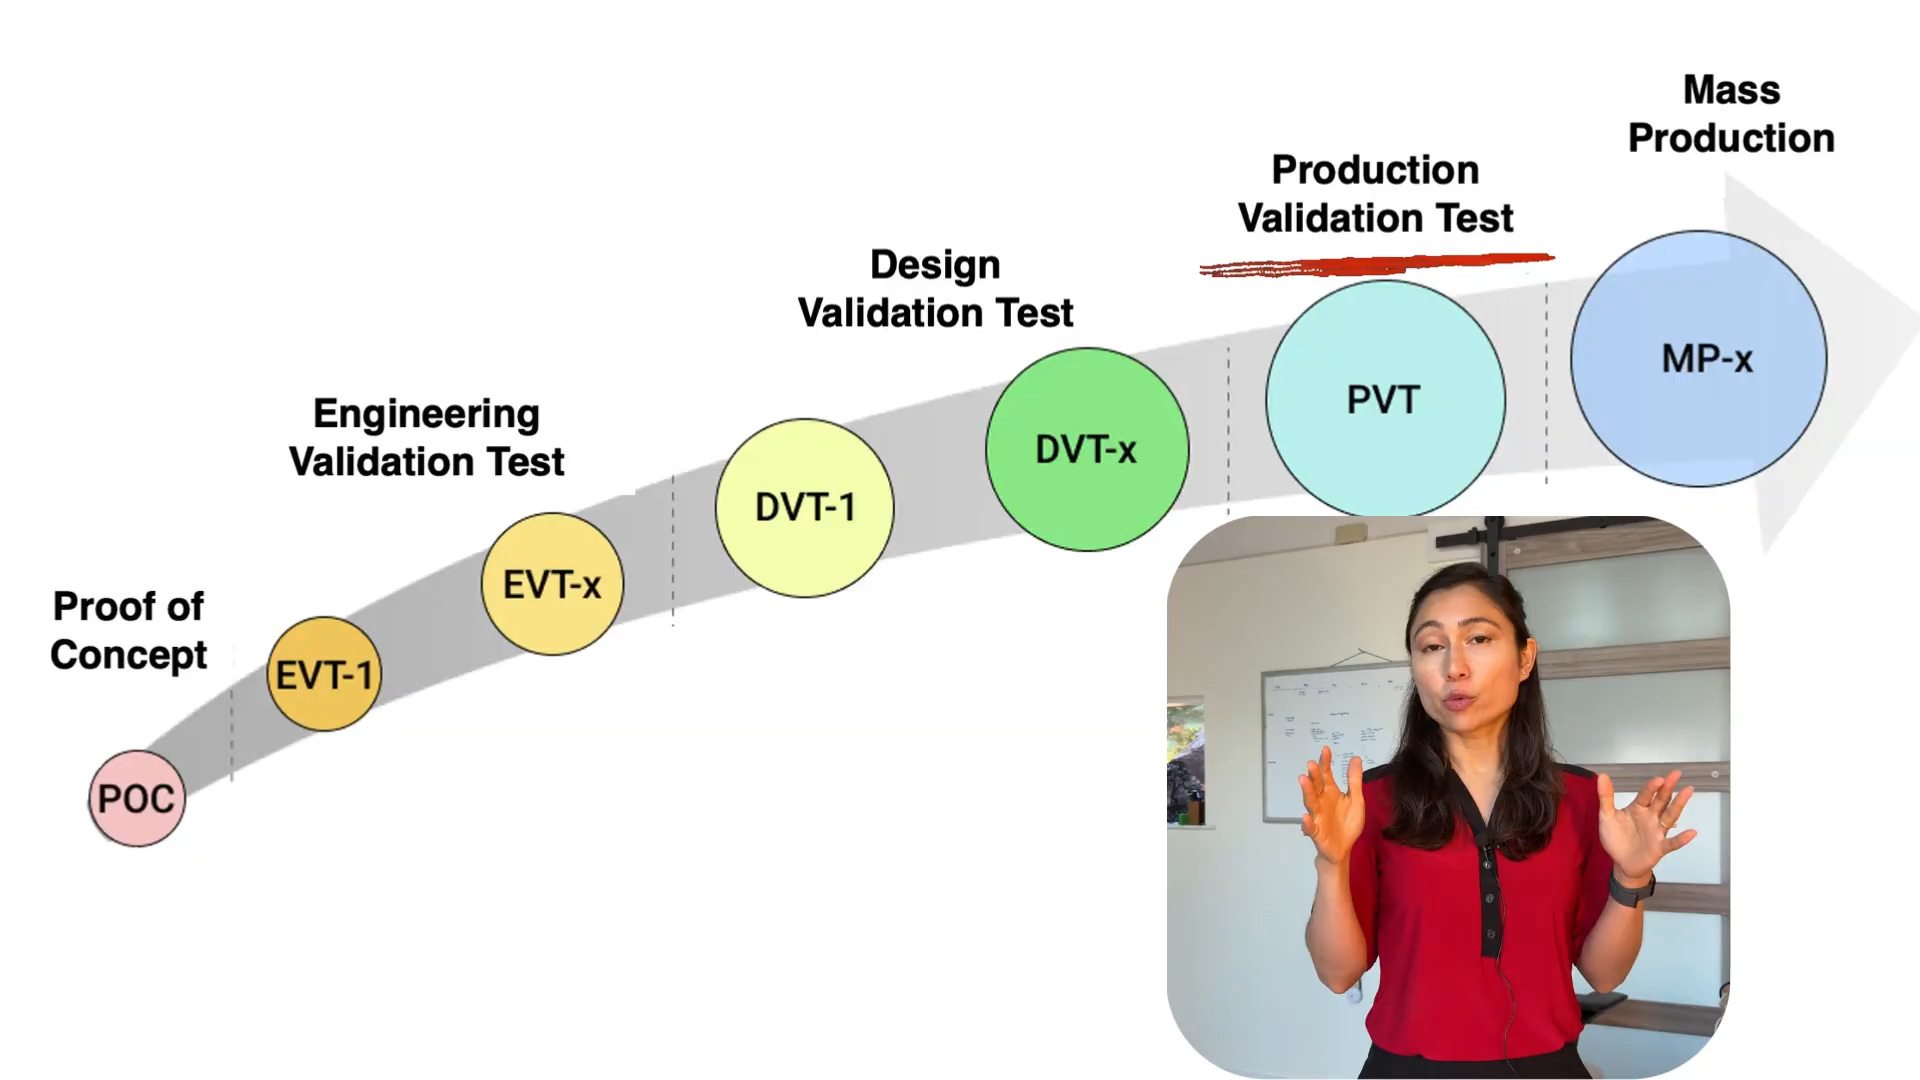 Mass
Production
Production
Validation Test
Design
Validation Test
Engineering
Validation Test
Proof of
Concept
POC
EVT-1
EVT-x
DVT-1
DVT-x
PVT
MP-x